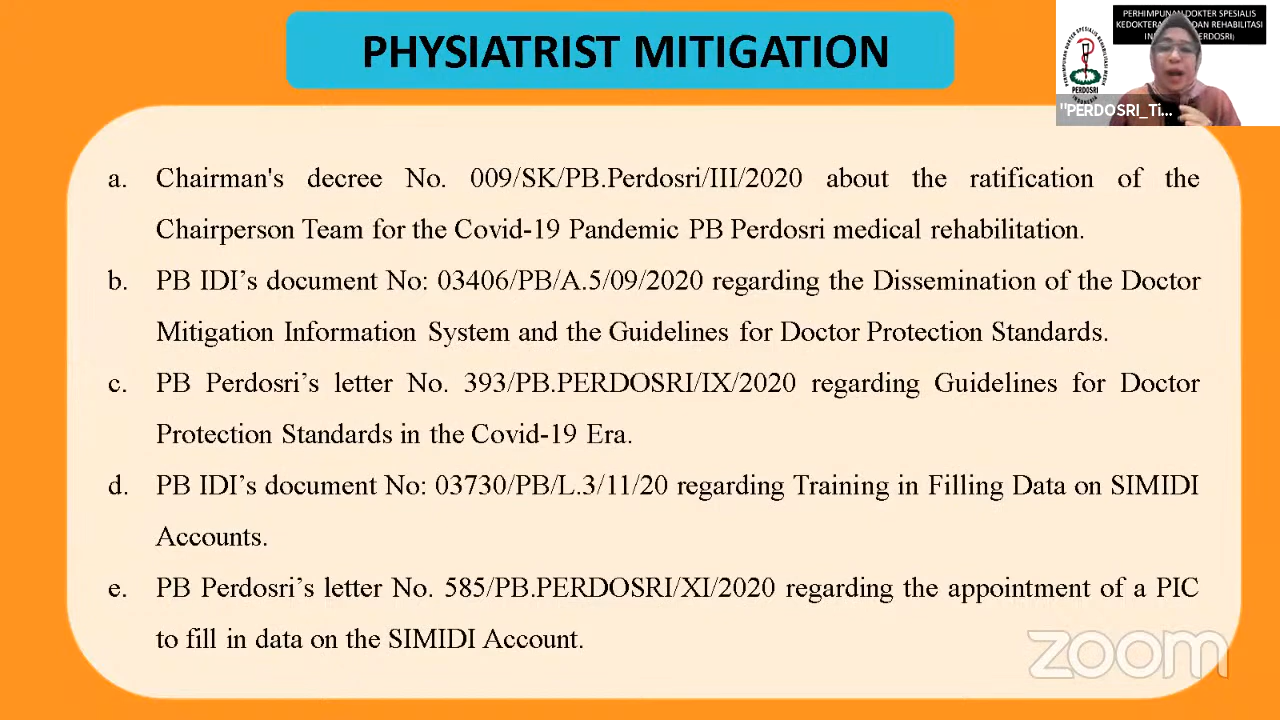 PHYSIATRIST MITIGATION
PERHIMPUNAN DOKTER SPESIALIS
KEDOKTERA DAN REHABILITASI
IN PERDOSRI)
PERDOSRI
INDONESIA
"PERDOSRI_Ti...
a. Chairman's decree No. 009/SK/PB.Perdosri/III/2020 about the ratification of the
Chairperson Team for the Covid-19 Pandemic PB Perdosri medical rehabilitation.
b. PB IDI’s document No: 03406/PB/A.5/09/2020 regarding the Dissemination of the Doctor
Mitigation Information System and the Guidelines for Doctor Protection Standards.
c. PB Perdosri’s letter No. 393/PB.PERDOSRI/IX/2020 regarding Guidelines for Doctor
Protection Standards in the Covid-19 Era.
d. PB IDI’s document No: 03730/PB/L.3/11/20 regarding Training in Filling Data on SIMIDI
Accounts.
e. PB Perdosri’s letter No. 585/PB.PERDOSRI/XI/2020 regarding the appointment of a PIC
to fill in data on the SIMIDI Account.
zoom